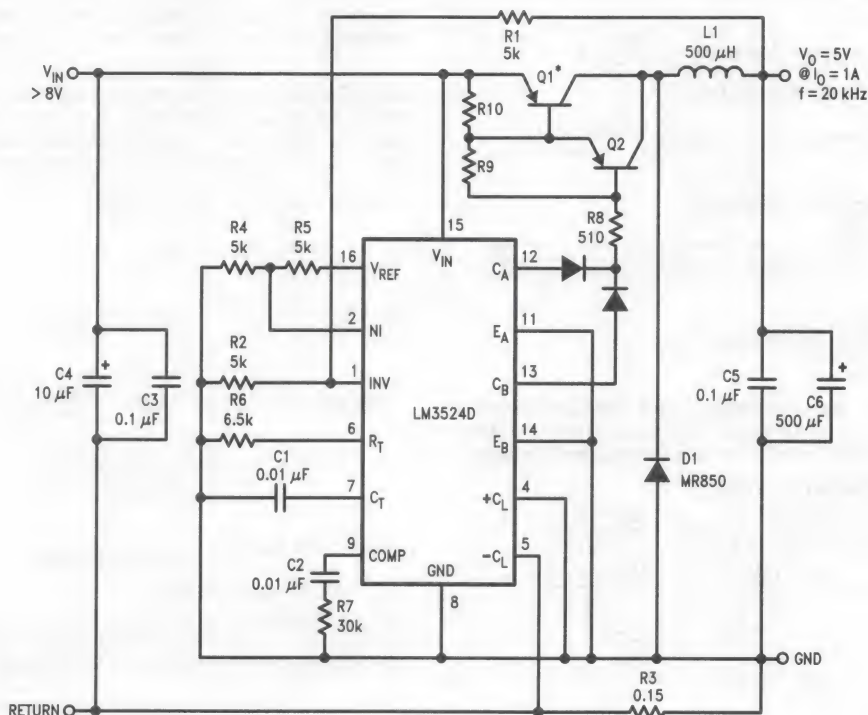 R1
5k
L1
500 μH
V_O = 5V
@ I_O = 1A
f = 20 kHz
V_IN
> 8V
Q1*
R10
Q2
R9
R8
510
15
R4
5k
R5
5k
16
V_REF
V_IN
C_A
12
2
NI
E_A
11
R2
5k
1
INV
C_B
13
R6
6.5k
LM3524D
6
R_T
E_B
14
C1
0.01 μF
7
C_T
+C_L
4
9
COMP
−C_L
5
GND
8
C2
0.01 μF
R7
30k
C4
10 μF
+
C3
0.1 μF
C5
0.1 μF
+
C6
500 μF
D1
MR850
GND
R3
0.15
RETURN